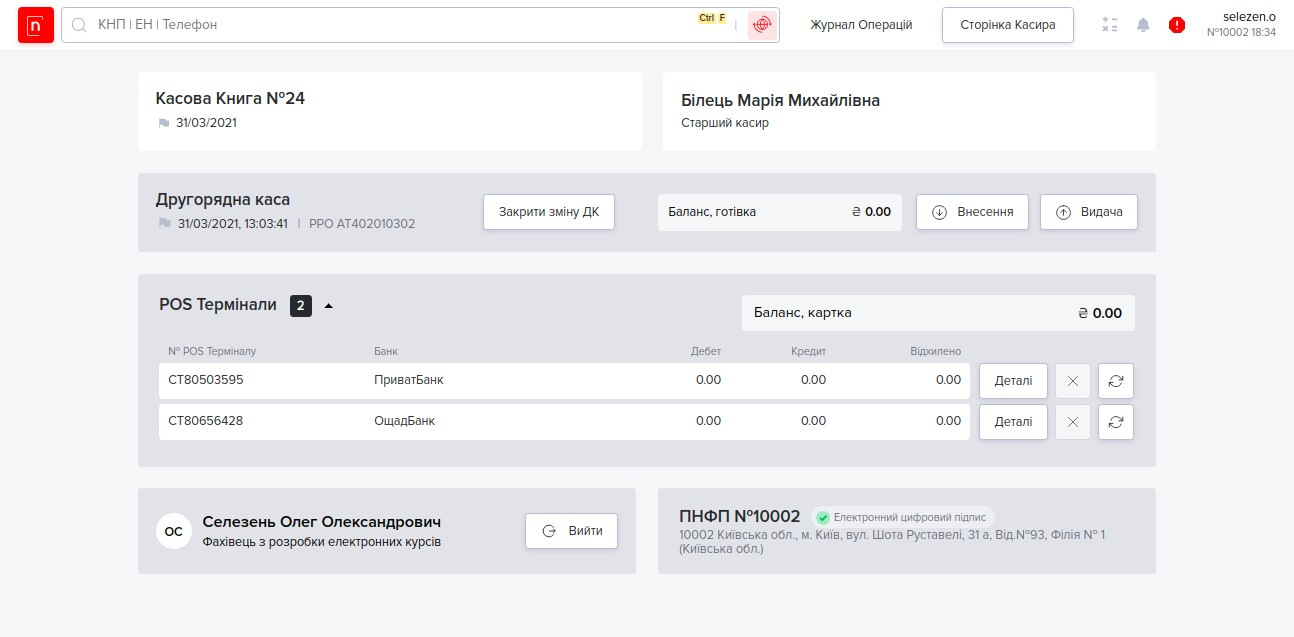 n
КНП | ЕН | Телефон
Ctrl F
Журнал Операцій
Сторінка Касира
selezen.o
№10002 18:34
Касова Книга №24
31/03/2021
Білець Марія Михайлівна
Старший касир
Другорядна каса
31/03/2021, 13:03:41 | РРО АТ402010302
Закрити зміну ДК
Баланс, готівка ₴ 0.00
Внесення
Видача
POS Термінали 2
Баланс, картка ₴ 0.00
№ POS Терміналу Банк Дебет Кредит Відхилено
CT80503595 ПриватБанк 0.00 0.00 0.00 Деталі
CT80656428 ОщадБанк 0.00 0.00 0.00 Деталі
ОС
Селезень Олег Олександрович
Фахівець з розробки електронних курсів
Вийти
ПНФП №10002 Електронний цифровий підпис
10002 Київська обл., м. Київ, вул. Шота Руставелі, 31 а, Від.№93, Філія № 1
(Київська обл.)